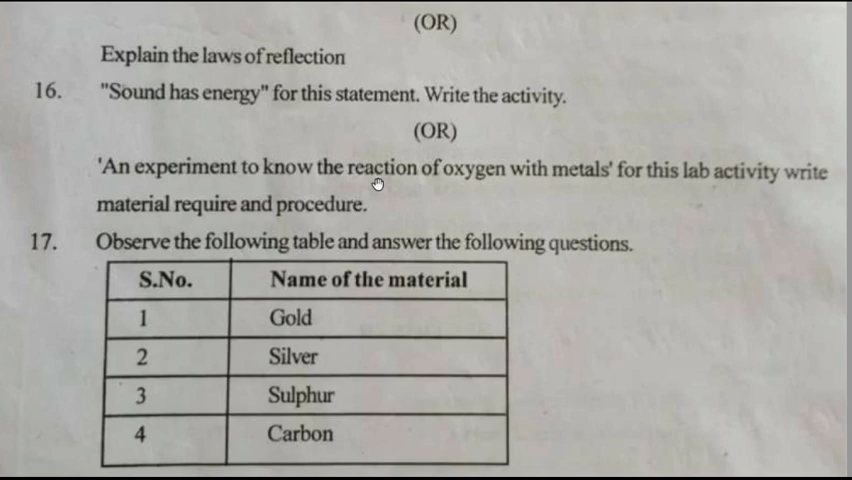 (OR)
Explain the laws of reflection
16. "Sound has energy" for this statement. Write the activity.
(OR)
'An experiment to know the reaction of oxygen with metals' for this lab activity write
material require and procedure.
17. Observe the following table and answer the following questions.
S.No. Name of the material
1 Gold
2 Silver
3 Sulphur
4 Carbon